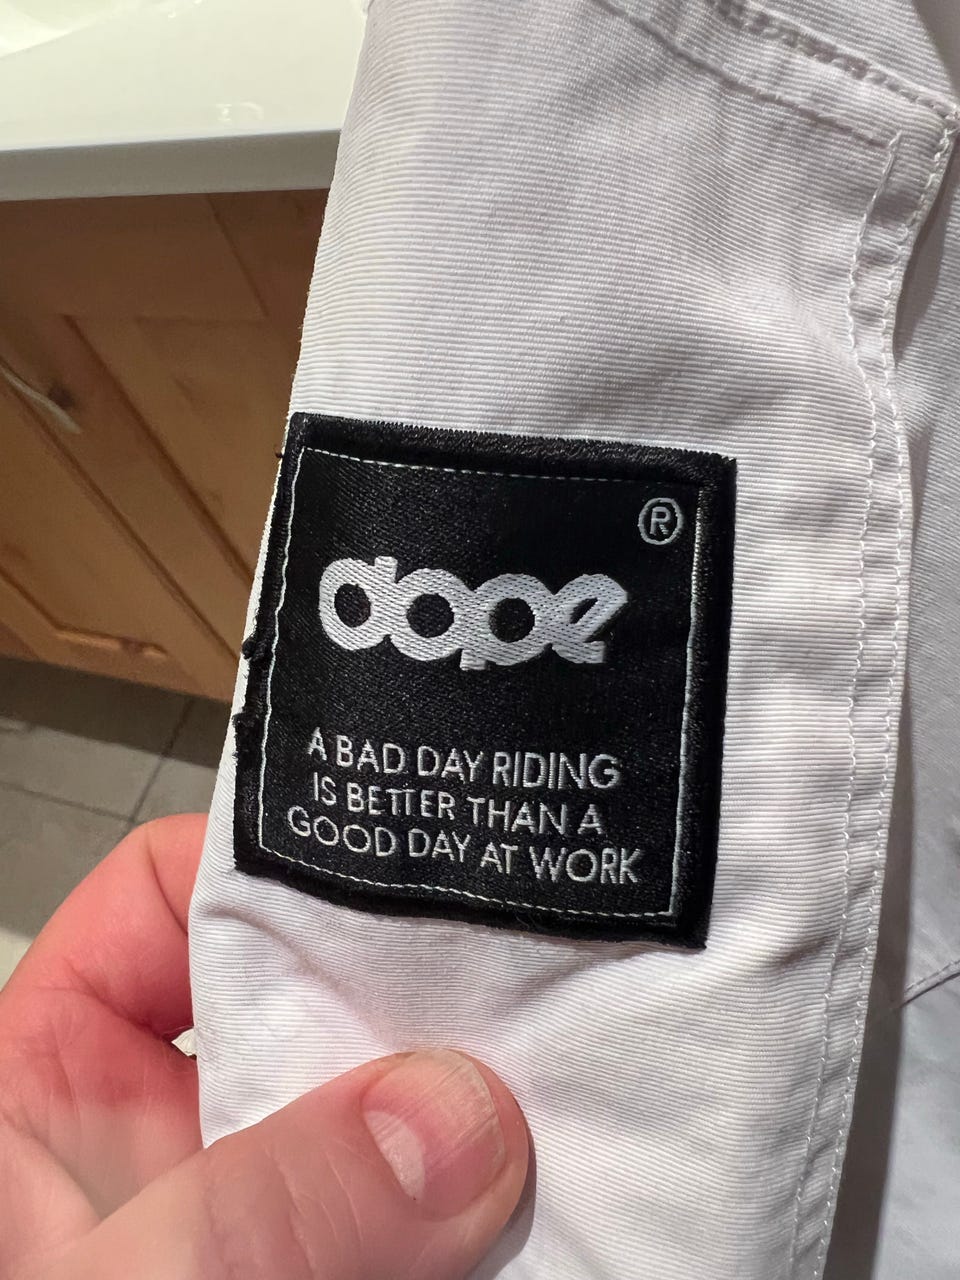 ®
dope
A BAD DAY RIDING
IS BETTER THAN A
GOOD DAY AT WORK